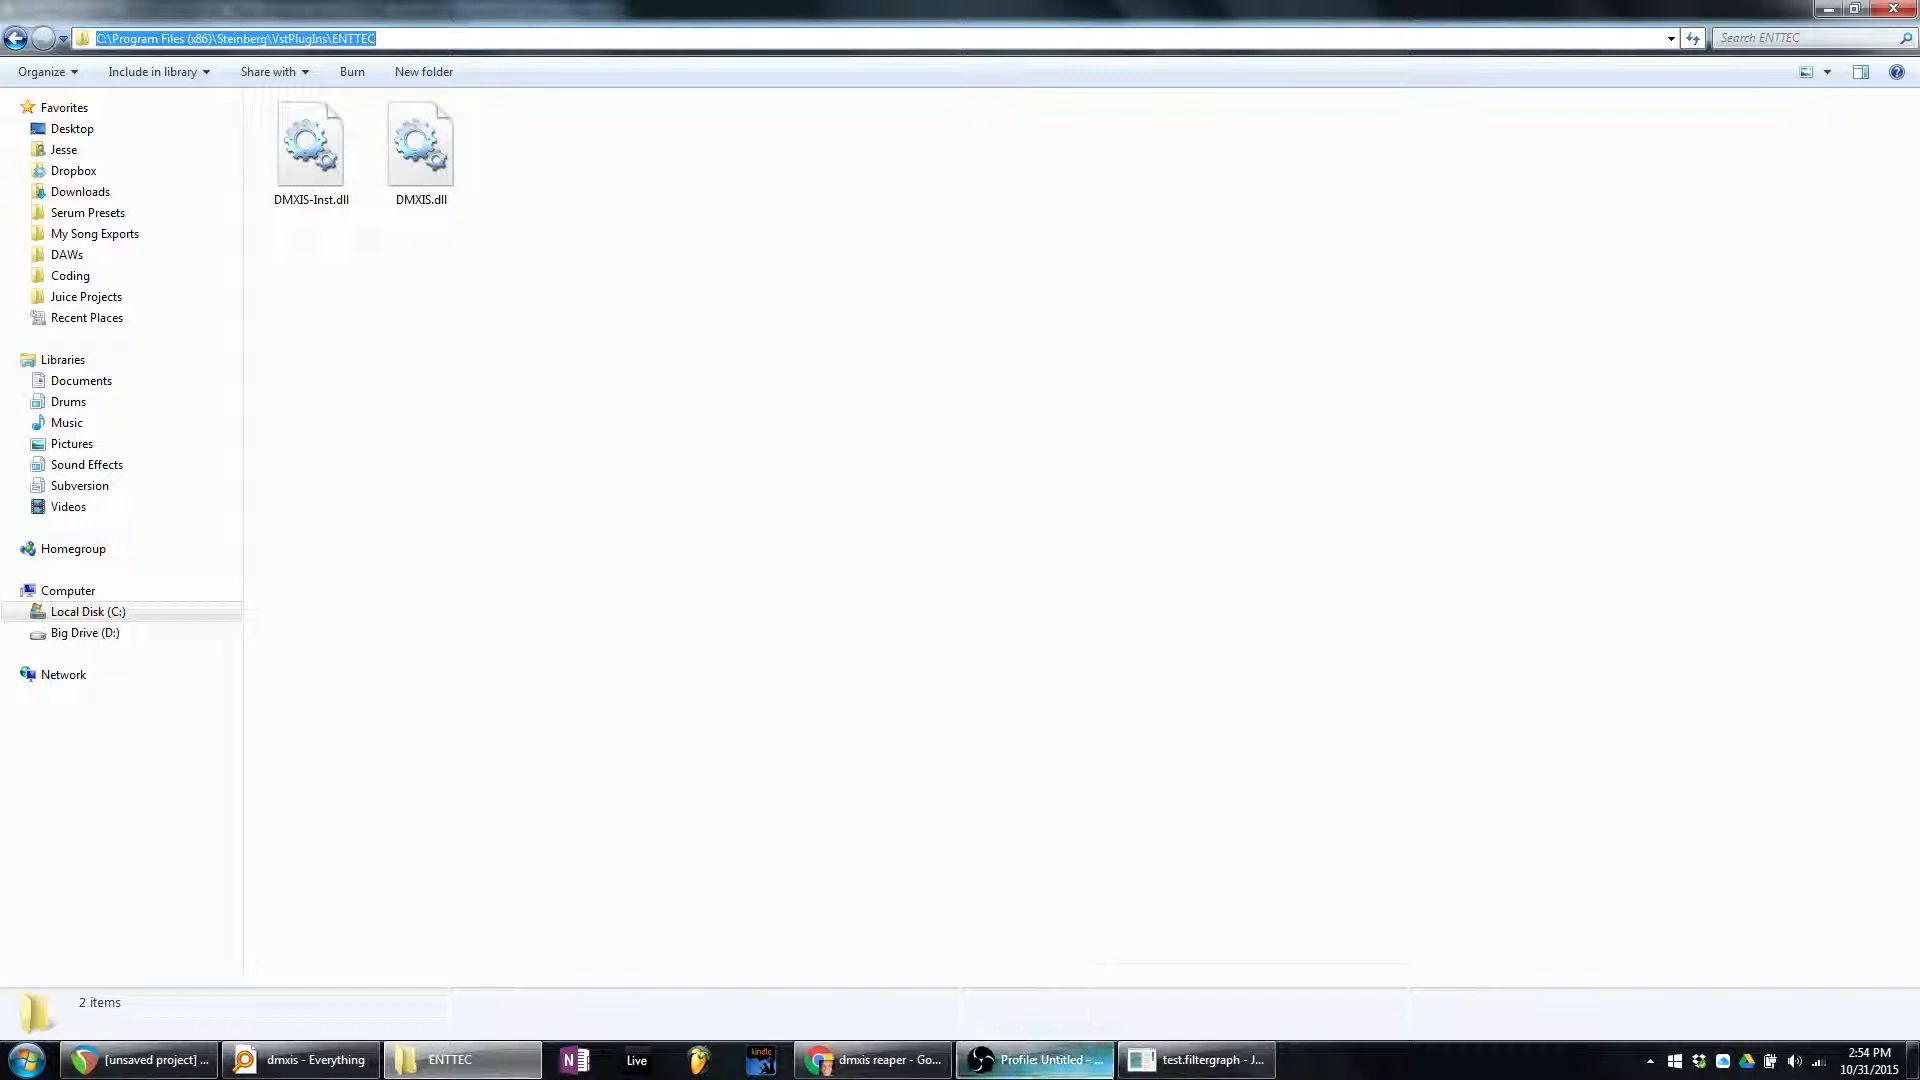 C:\Program Files (x86)\Steinberg\VstPlugIns\ENTTEC
Search ENTTEC
Organize
Include in library
Share with
Burn
New folder
Favorites
Desktop
Jesse
Dropbox
Downloads
Serum Presets
My Song Exports
DAWs
Coding
Juice Projects
Recent Places
Libraries
Documents
Drums
Music
Pictures
Sound Effects
Subversion
Videos
Homegroup
Computer
Local Disk (C:)
Big Drive (D:)
Network
DMXIS-Inst.dll
DMXIS.dll
2 items
[unsaved project] ...
dmxis - Everything
ENTTEC
N
Live
kindle
dmxis reaper - Go...
Profile: Untitled - ...
test.filtergraph - J...
2:54 PM
10/31/2015